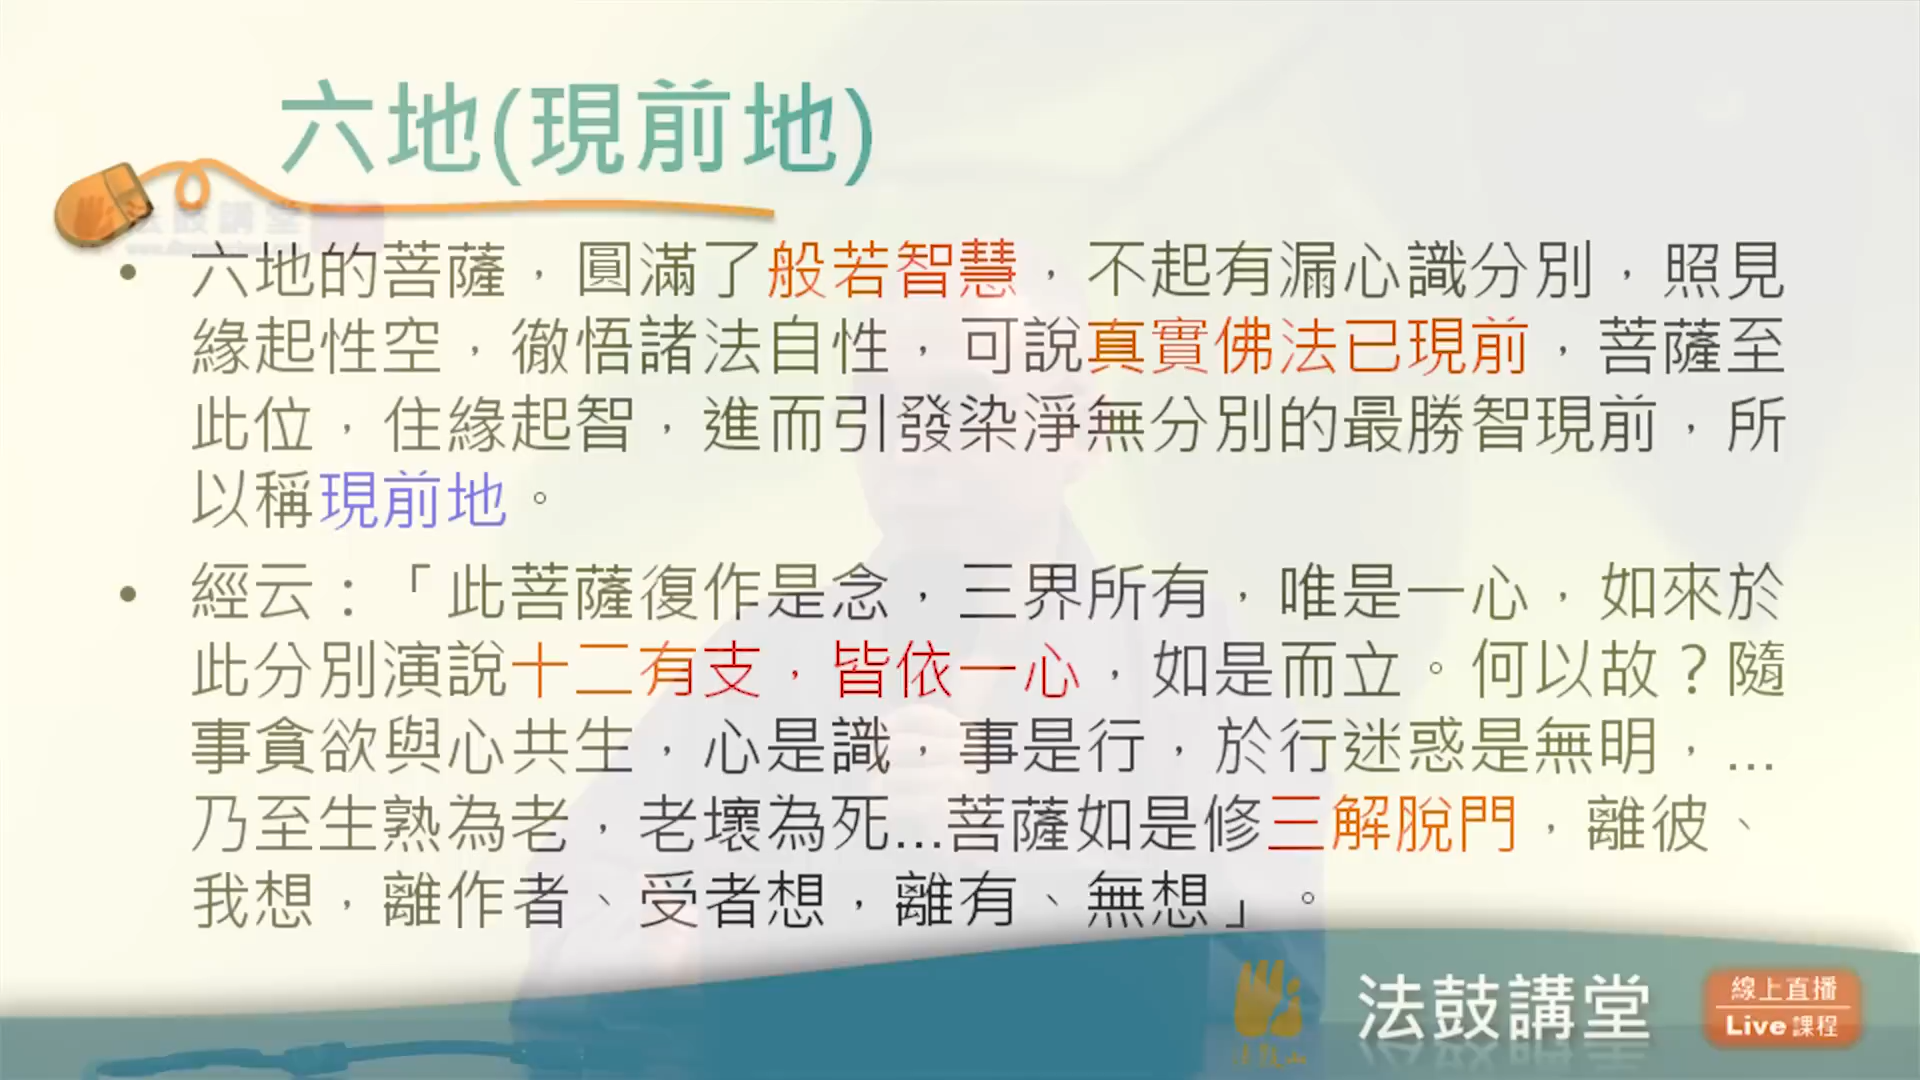 六地(現前地)
法鼓講堂
• 六地的菩薩，圓滿了般若智慧，不起有漏心識分別，照見
緣起性空，徹悟諸法自性，可說真實佛法已現前，菩薩至
此位，住緣起智，進而引發染淨無分別的最勝智現前，所
以稱現前地。
• 經云：「此菩薩復作是念，三界所有，唯是一心，如來於
此分別演說十二有支，皆依一心，如是而立。何以故？隨
事貪欲與心共生，心是識，事是行，於行迷惑是無明，...
乃至生熟為老，老壞為死...菩薩如是修三解脫門，離彼、
我想，離作者、受者想，離有、無想」。
法鼓山
法鼓講堂
線上直播
Live 課程